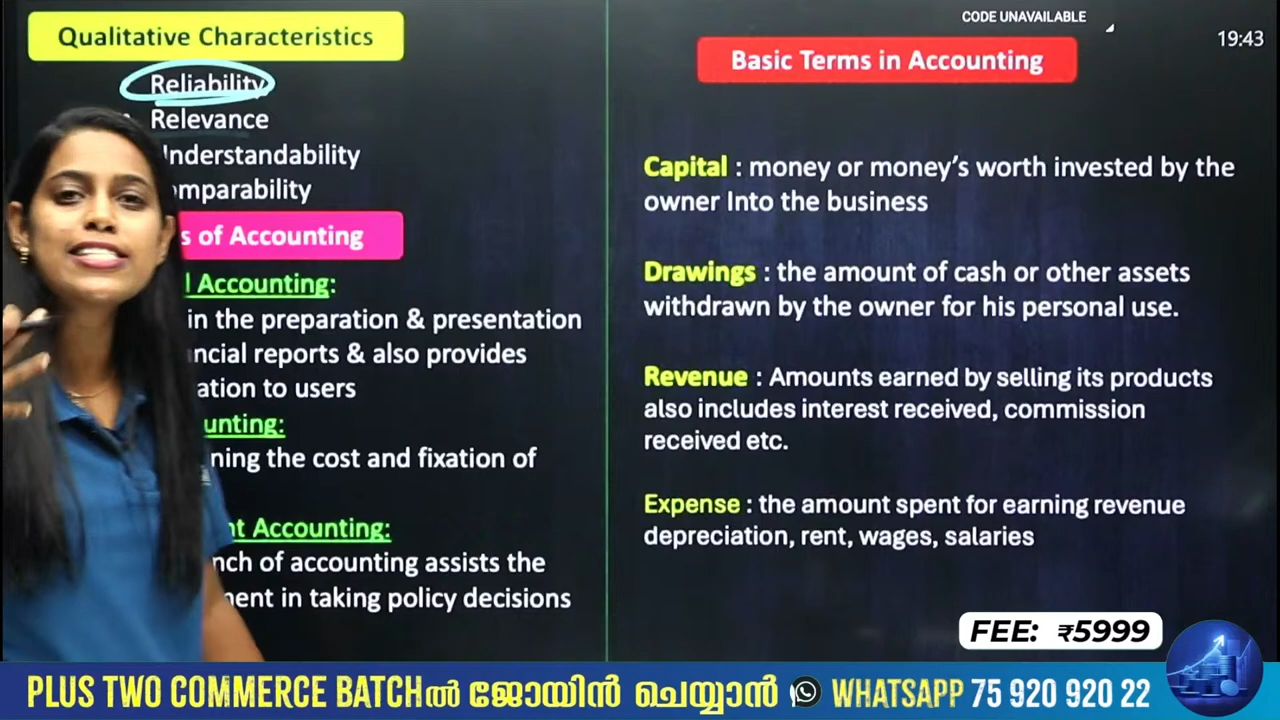 Qualitative Characteristics
Reliability
Relevance
Understandability
omparability
s of Accounting
l Accounting:
in the preparation & presentation
ncial reports & also provides
ation to users
unting:
ning the cost and fixation of
nt Accounting:
nch of accounting assists the
ment in taking policy decisions
CODE UNAVAILABLE
19:43
Basic Terms in Accounting
Capital : money or money’s worth invested by the
owner Into the business
Drawings : the amount of cash or other assets
withdrawn by the owner for his personal use.
Revenue : Amounts earned by selling its products
also includes interest received, commission
received etc.
Expense : the amount spent for earning revenue
depreciation, rent, wages, salaries
FEE: ₹5999
PLUS TWO COMMERCE BATCHൽ ജോയിൻ ചെയ്യാൻ WHATSAPP 75 920 920 22